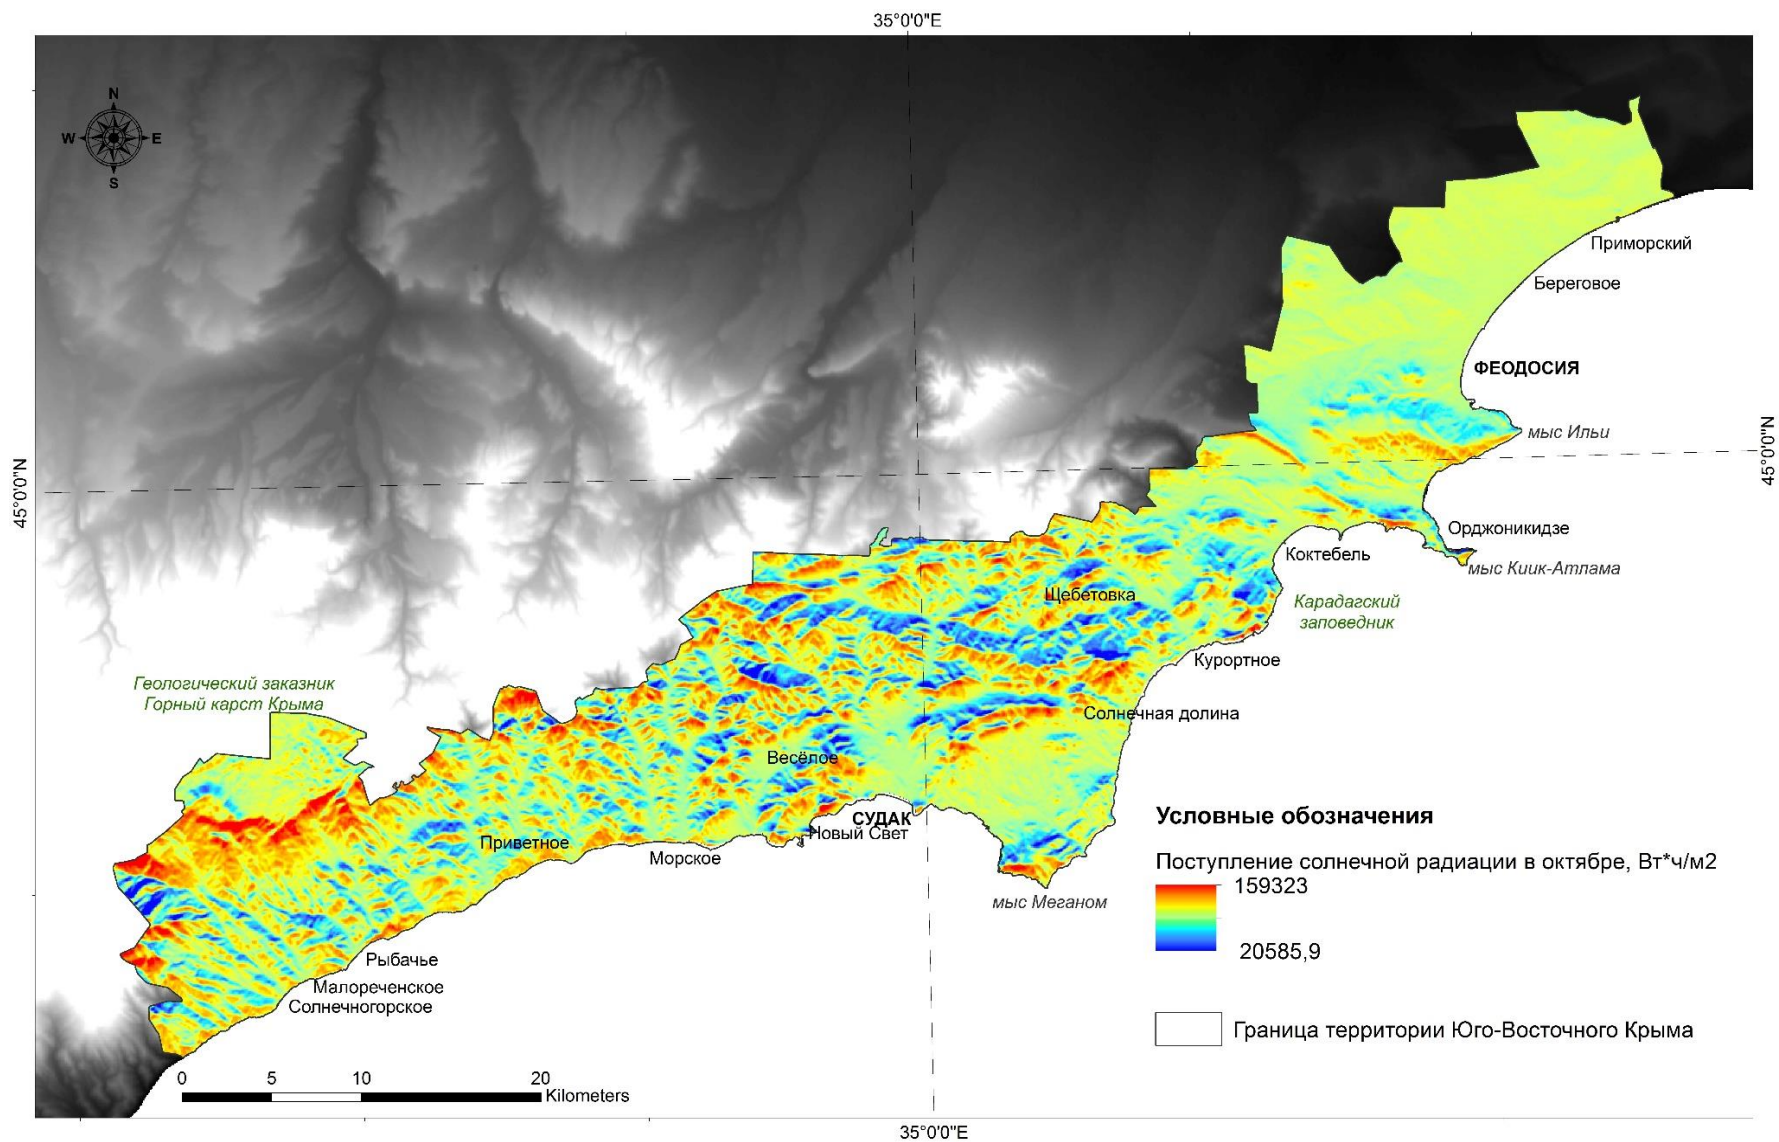 35°0'0"E
N
W
E
S
Приморский
Береговое
ФЕОДОСИЯ
мыс Ильи
45°0'0"N
45°0'0"N
Орджоникидзе
Коктебель
мыс Киик-Атлама
Щебетовка
Карадагский
заповедник
Курортное
Геологический заказник
Горный карст Крыма
Солнечная долина
Весёлое
СУДАК
Новый Свет
Приветное
Морское
мыс Меганом
Рыбачье
Малореченское
Солнечногорское
Условные обозначения
Поступление солнечной радиации в октябре, Вт*ч/м2
159323
20585,9
Граница территории Юго-Восточного Крыма
0 5 10 20
Kilometers
35°0'0"E